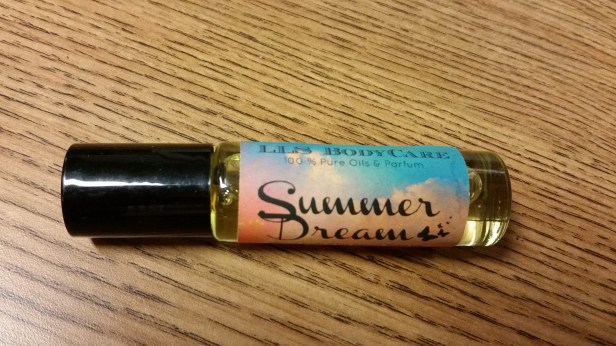 LLS BODYCARE
100 % Pure Oils & Parfum
Summer
Dream